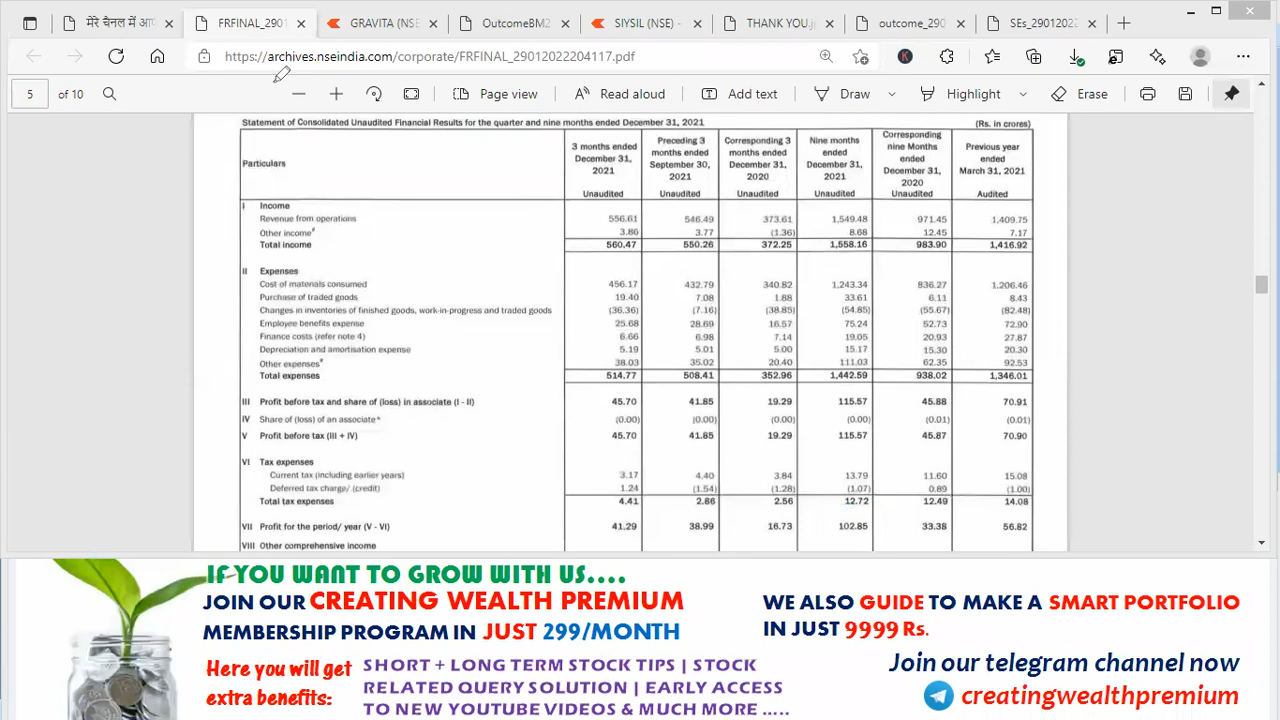 मेरे चैनल में आप
FRFINAL_2901
GRAVITA (NSE
OutcomeBM2
SIYSIL (NSE) -
THANK YOU.jp
outcome_290
SEs_2901202
https://archives.nseindia.com/corporate/FRFINAL_29012022204117.pdf
5 of 10 Page view Read aloud Add text Draw Highlight Erase
Statement of Consolidated Unaudited Financial Results for the quarter and nine months ended December 31, 2021 (Rs. in crores)
Particulars
3 months ended December 31, 2021 Unaudited
Preceding 3 months ended September 30, 2021 Unaudited
Corresponding 3 months ended December 31, 2020 Unaudited
Nine months ended December 31, 2021 Unaudited
Corresponding nine Months ended December 31, 2020 Unaudited
Previous year ended March 31, 2021 Audited
I Income
Revenue from operations 556.61 546.49 373.61 1,549.48 971.45 1,409.75
Other income# 3.86 3.77 (1.36) 8.68 12.45 7.17
Total income 560.47 550.26 372.25 1,558.16 983.90 1,416.92
II Expenses
Cost of materials consumed 456.17 432.79 340.82 1,243.34 836.27 1,206.46
Purchase of traded goods 19.40 7.08 1.88 33.61 6.11 8.43
Changes in inventories of finished goods, work-in-progress and traded goods (36.36) (7.16) (38.85) (54.85) (55.67) (82.48)
Employee benefits expense 25.68 28.69 16.57 75.24 52.73 72.90
Finance costs (refer note 4) 6.66 6.98 7.14 19.05 20.93 27.87
Depreciation and amortisation expense 5.19 5.01 5.00 15.17 15.30 20.30
Other expenses# 38.03 35.02 20.40 111.03 62.35 92.53
Total expenses 514.77 508.41 352.96 1,442.59 938.02 1,346.01
III Profit before tax and share of (loss) in associate (I - II) 45.70 41.85 19.29 115.57 45.88 70.91
IV Share of (loss) of an associate* (0.00) (0.00) (0.00) (0.00) (0.01) (0.01)
V Profit before tax (III + IV) 45.70 41.85 19.29 115.57 45.87 70.90
VI Tax expenses
Current tax (including earlier years) 3.17 4.40 3.84 13.79 11.60 15.08
Deferred tax charge/ (credit) 1.24 (1.54) (1.28) (1.07) 0.89 (1.00)
Total tax expenses 4.41 2.86 2.56 12.72 12.49 14.08
VII Profit for the period/ year (V - VI) 41.29 38.99 16.73 102.85 33.38 56.82
VIII Other comprehensive income
IF YOU WANT TO GROW WITH US....
JOIN OUR CREATING WEALTH PREMIUM
MEMBERSHIP PROGRAM IN JUST 299/MONTH
Here you will get
extra benefits:
SHORT + LONG TERM STOCK TIPS | STOCK
RELATED QUERY SOLUTION | EARLY ACCESS
TO NEW YOUTUBE VIDEOS & MUCH MORE .....
WE ALSO GUIDE TO MAKE A SMART PORTFOLIO
IN JUST 9999 Rs.
Join our telegram channel now
creatingwealthpremium